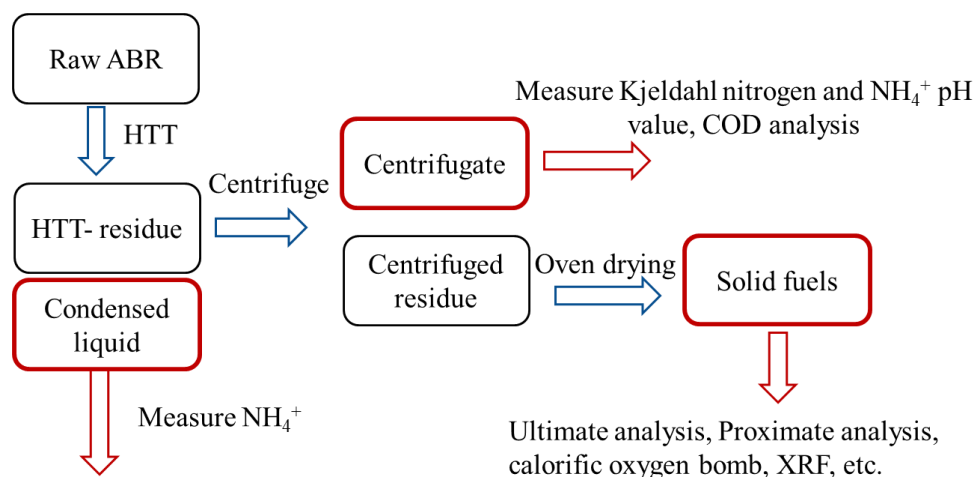 Raw ABR
HTT
HTT- residue
Condensed
liquid
Measure NH₄⁺
Centrifuge
Centrifugate
Measure Kjeldahl nitrogen and NH₄⁺ pH
value, COD analysis
Centrifuged
residue
Oven drying
Solid fuels
Ultimate analysis, Proximate analysis,
calorific oxygen bomb, XRF, etc.